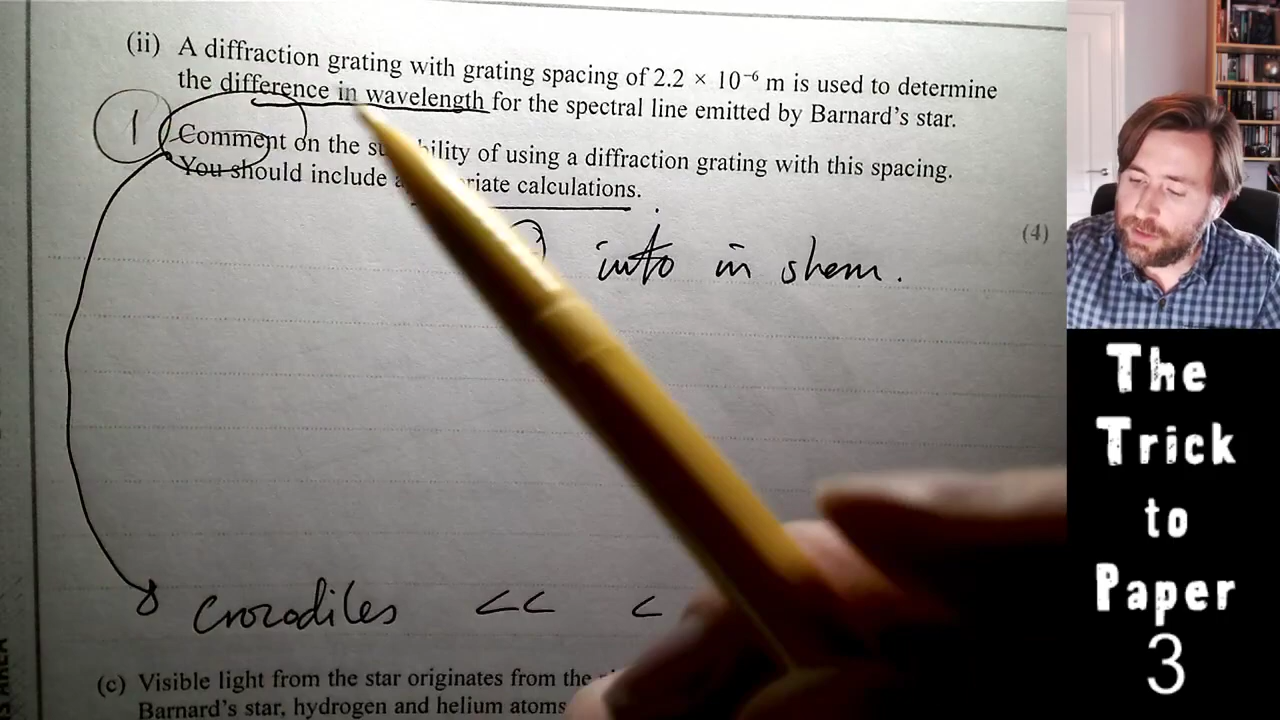 (ii) A diffraction grating with grating spacing of 2.2 × 10⁻⁶ m is used to determine
the difference in wavelength for the spectral line emitted by Barnard's star.
1
Comment on the of using a diffraction grating with this spacing.
You should include calculations.
(4)
into in stem.
Crocodiles << <
(c) Visible light from the star originates from the
Barnard's star, hydrogen and helium atoms
The
Trick
to
Paper
3